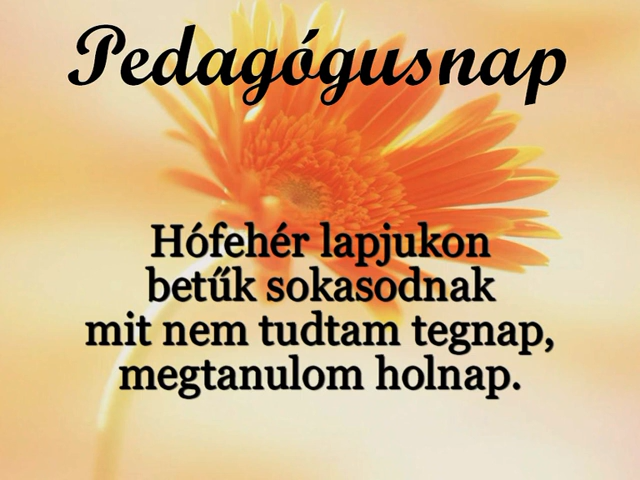 Pedagógusnap
Hófehér lapjukon
betűk sokasodnak
mit nem tudtam tegnap,
megtanulom holnap.